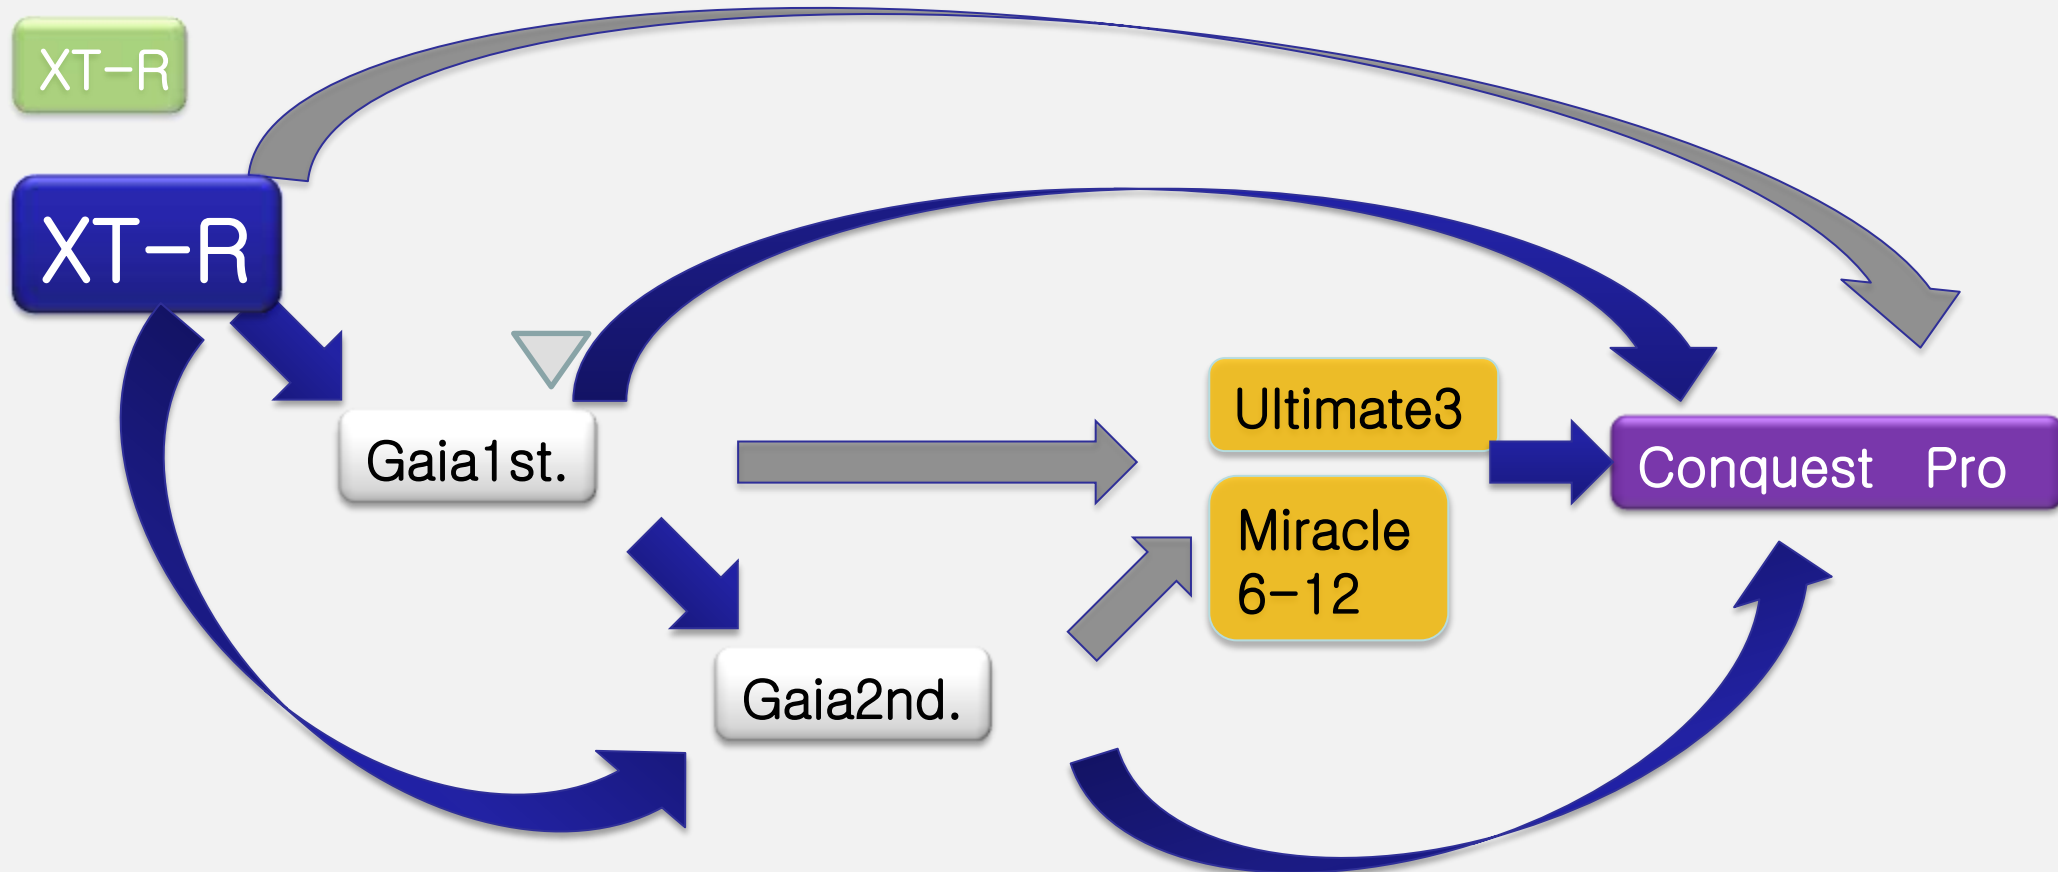 XT-R
XT-R
Gaia1st.
Ultimate3
Conquest Pro
Miracle
6-12
Gaia2nd.